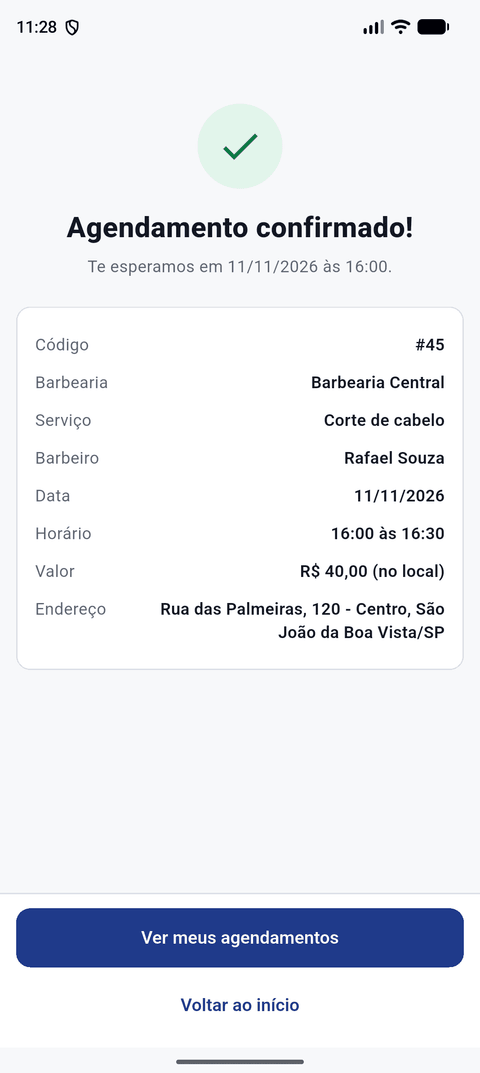 11:28
Agendamento confirmado!
Te esperamos em 11/11/2026 às 16:00.
Código #45
Barbearia Barbearia Central
Serviço Corte de cabelo
Barbeiro Rafael Souza
Data 11/11/2026
Horário 16:00 às 16:30
Valor R$ 40,00 (no local)
Endereço Rua das Palmeiras, 120 - Centro, São
João da Boa Vista/SP
Ver meus agendamentos
Voltar ao início